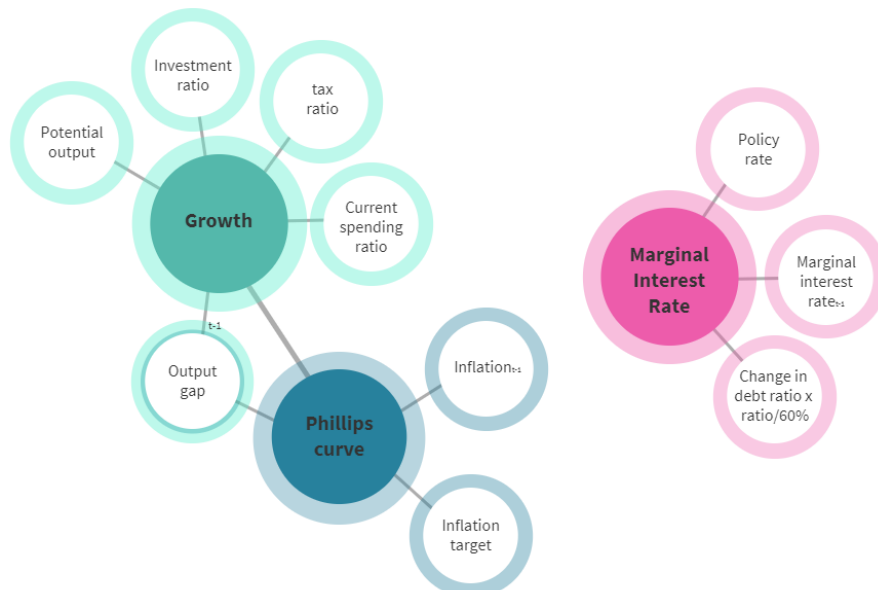 Investment
ratio
tax
ratio
Potential
output
Growth
Current
spending
ratio
t-1
Output
gap
Phillips
curve
Inflationt-1
Inflation
target
Policy
rate
Marginal
Interest
Rate
Marginal
interest
ratet-1
Change in
debt ratio x
ratio/60%